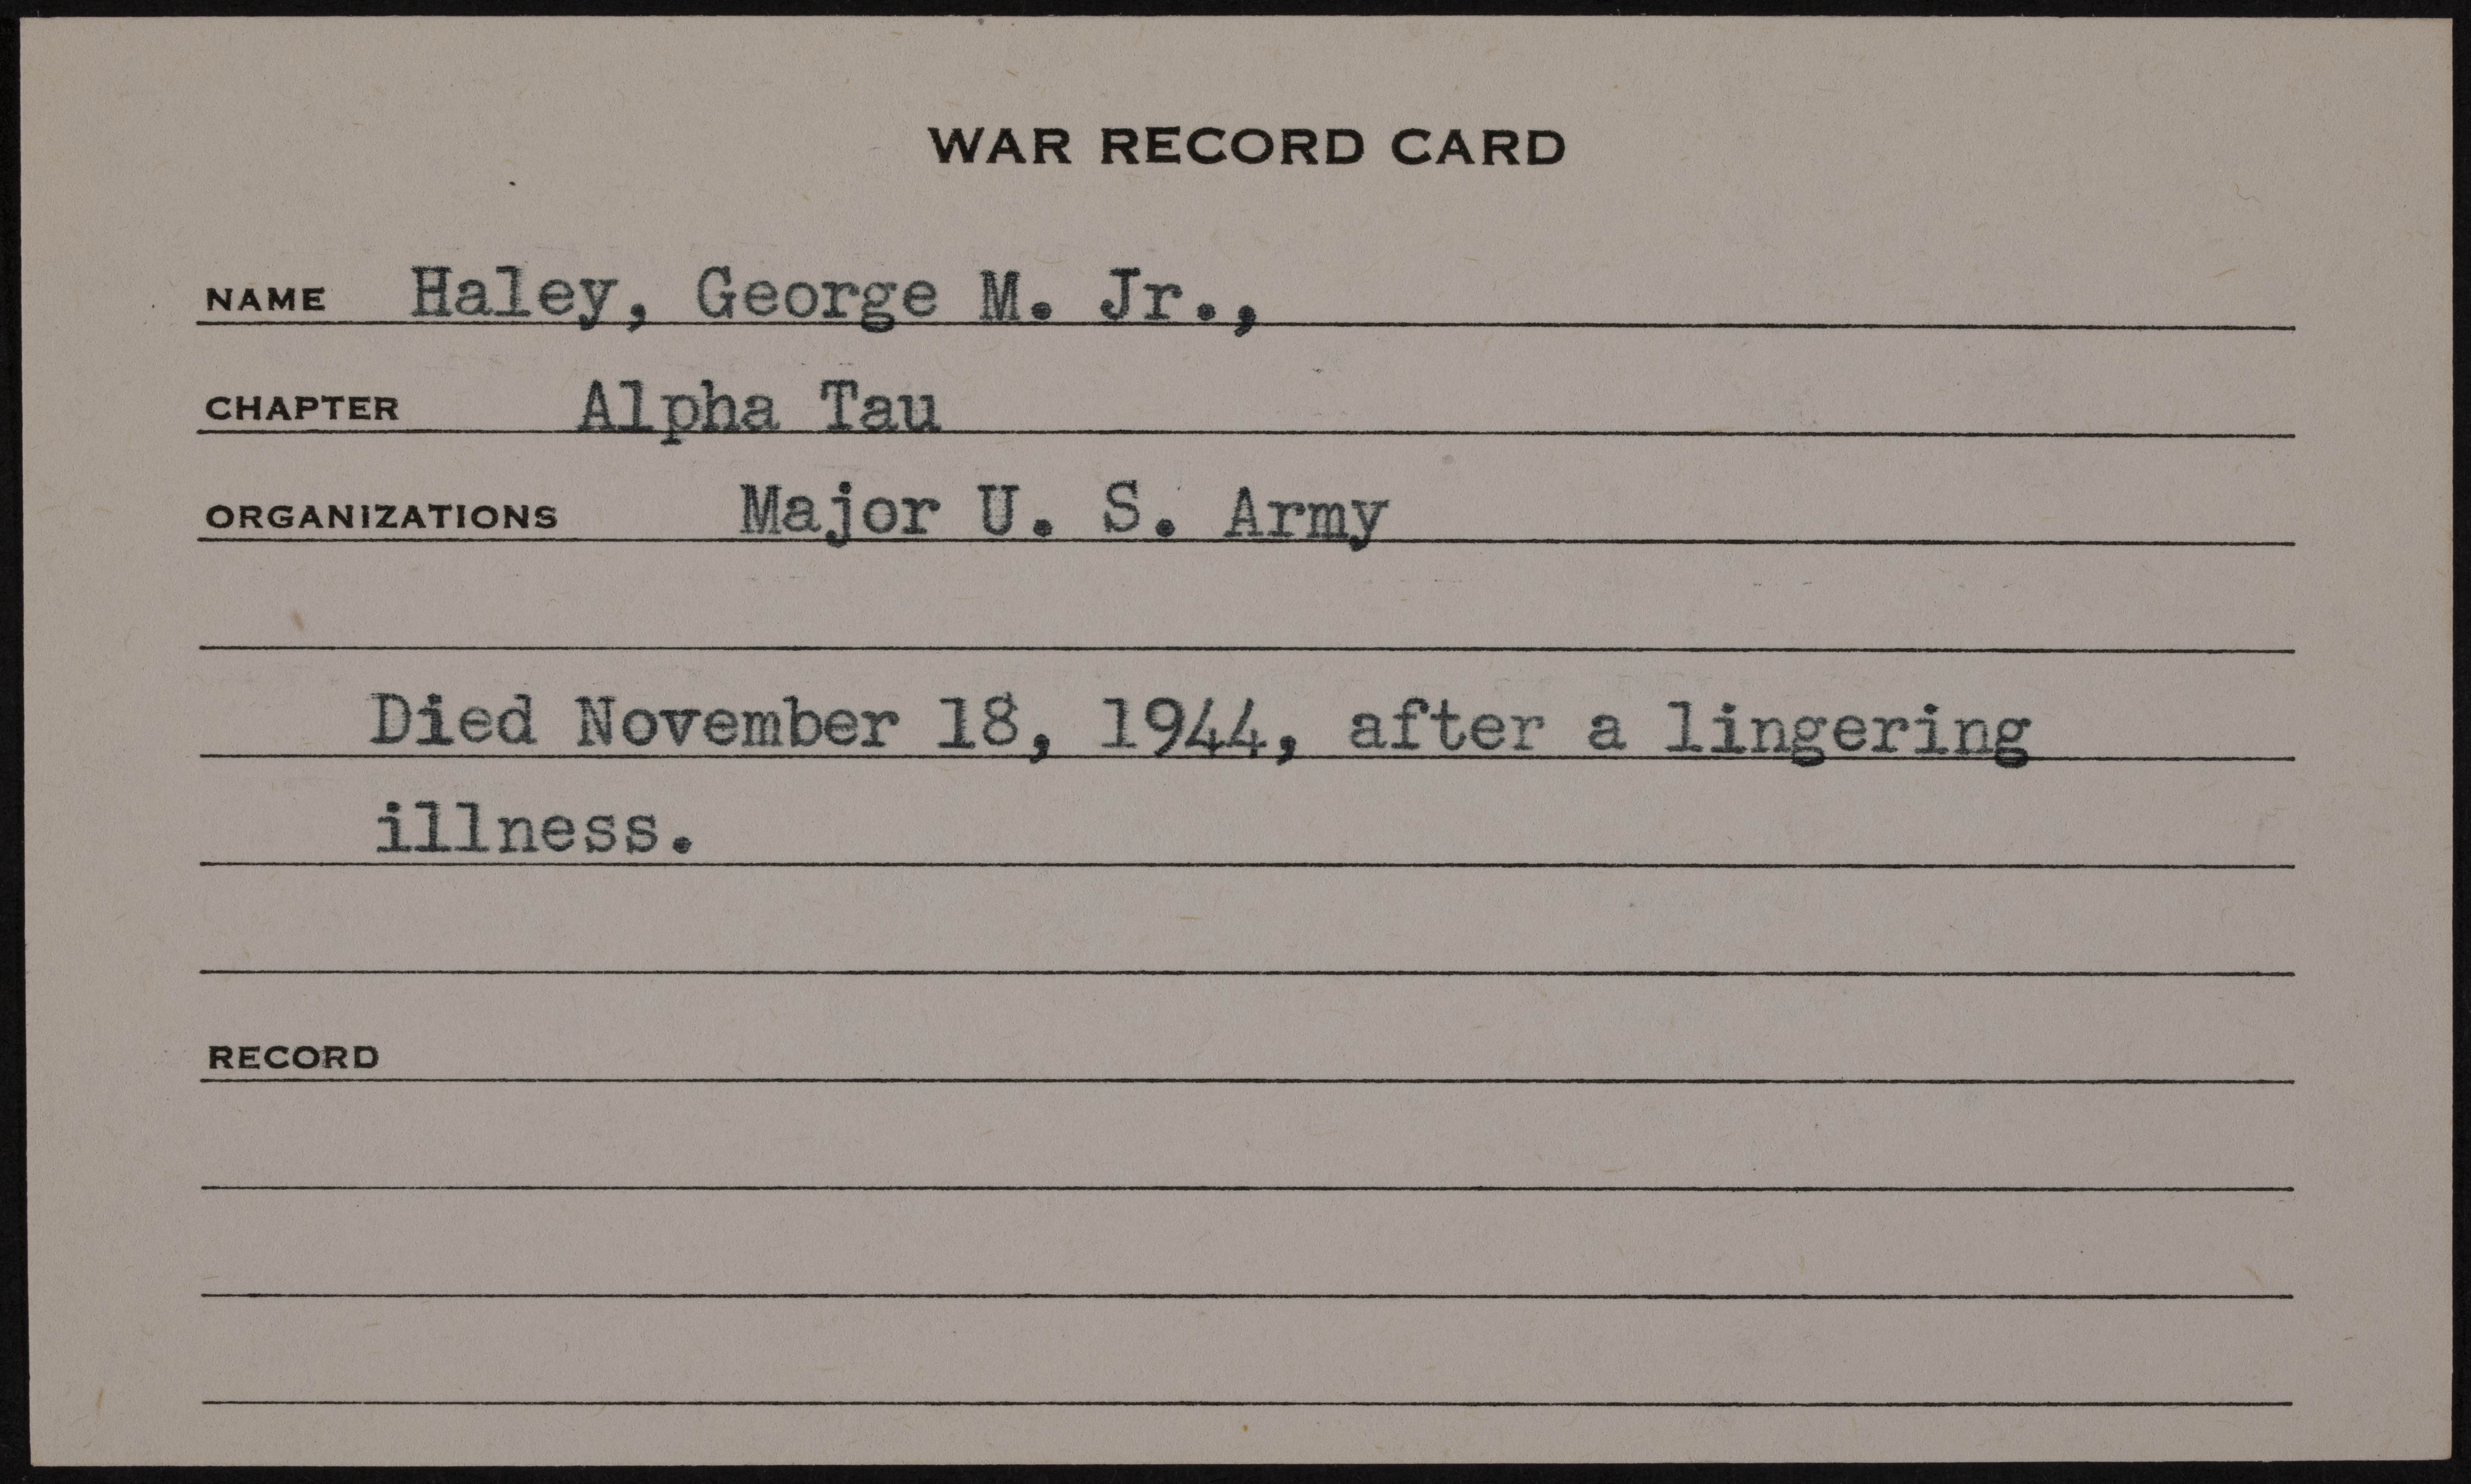 WAR RECORD CARD
NAME Haley, George M. Jr.,
CHAPTER Alpha Tau
ORGANIZATIONS Major U. S. Army
Died November 18, 1944, after a lingering
illness.
RECORD